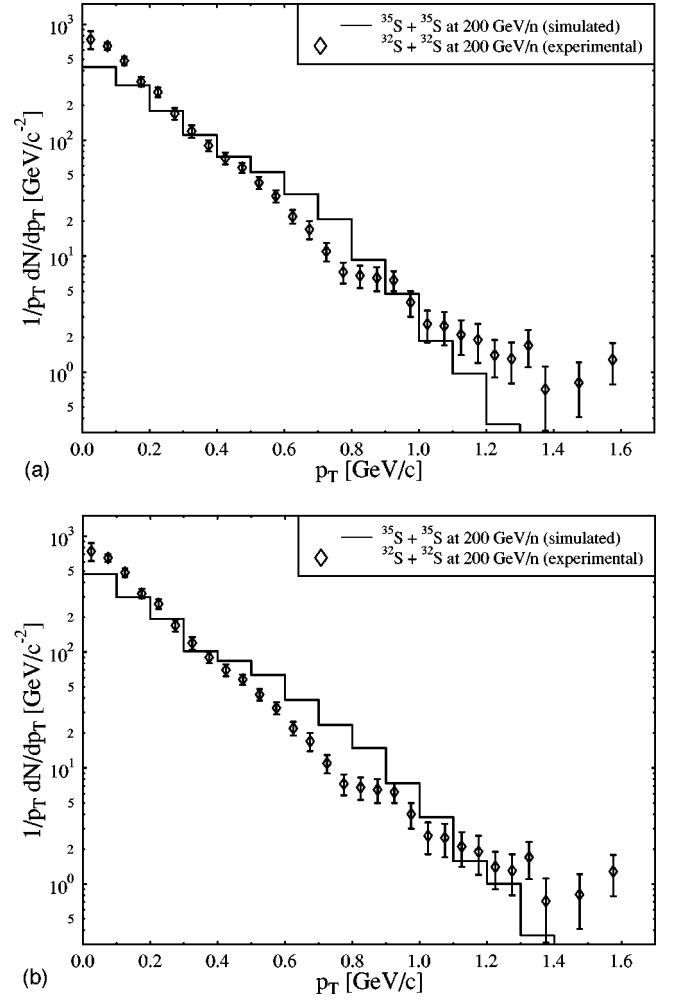 10³
5
2
10²
5
2
10¹
5
2
10⁰
5
1/p_T dN/dp_T [GeV/c⁻²]
³⁵S + ³⁵S at 200 GeV/n (simulated)
³²S + ³²S at 200 GeV/n (experimental)
0.0 0.2 0.4 0.6 0.8 1.0 1.2 1.4 1.6
(a) p_T [GeV/c]
10³
5
2
10²
5
2
10¹
5
2
10⁰
5
1/p_T dN/dp_T [GeV/c⁻²]
³⁵S + ³⁵S at 200 GeV/n (simulated)
³²S + ³²S at 200 GeV/n (experimental)
0.0 0.2 0.4 0.6 0.8 1.0 1.2 1.4 1.6
(b) p_T [GeV/c]